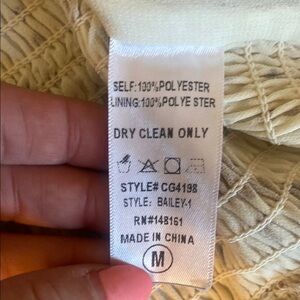 SELF:100%POLYESTER
LINING:100%POLYE STER
DRY CLEAN ONLY
STYLE# CG4198
STYLE: BAILEY-1
RN#148161
MADE IN CHINA
M